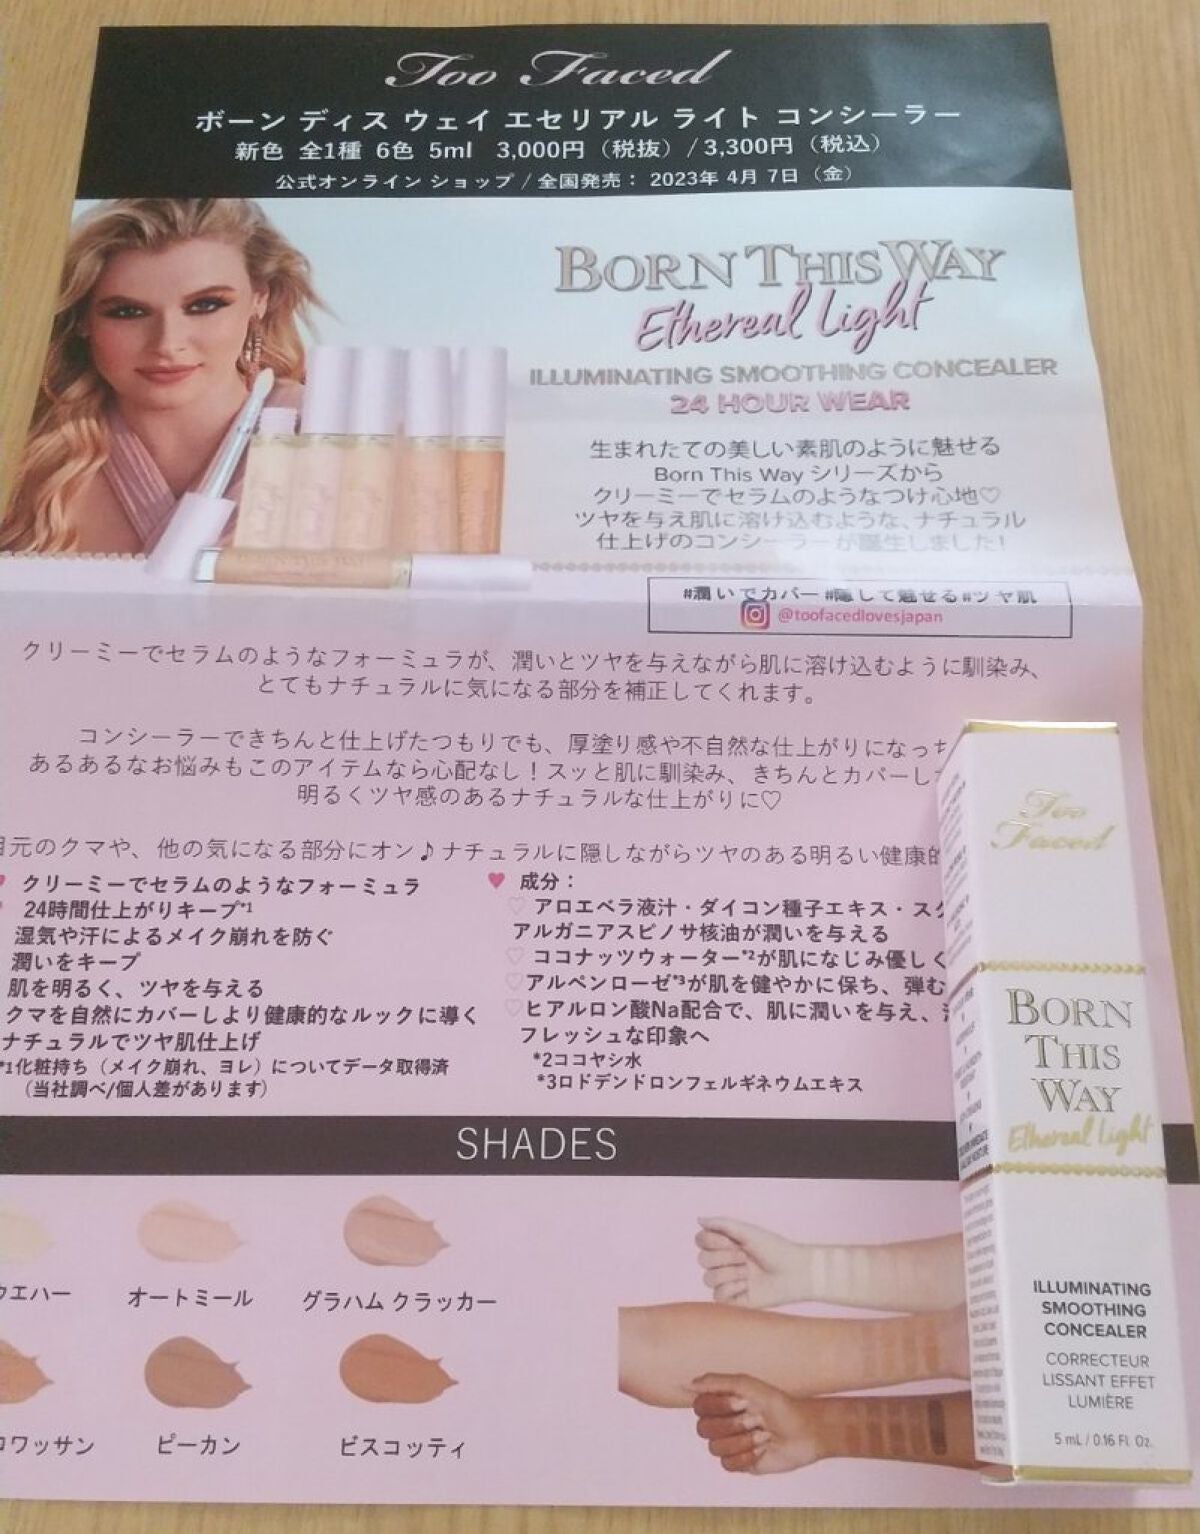 Too Faced
ボーン ディス ウェイ エセリアル ライト コンシーラー
新色 全1種 6色 5ml 3,000円（税抜）/ 3,300円（税込）
公式オンライン ショップ / 全国発売： 2023年 4月 7日（金）
BORN THIS WAY
Ethereal Light
ILLUMINATING SMOOTHING CONCEALER
24 HOUR WEAR
生まれたての美しい素肌のように魅せる
Born This Way シリーズから
クリーミーでセラムのようなつけ心地♡
ツヤを与え肌に溶け込むような、ナチュラル
仕上げのコンシーラーが誕生しました！
#潤いでカバー #隠して魅せる #ツヤ肌
@toofacedlovesjapan
クリーミーでセラムのようなフォーミュラが、潤いとツヤを与えながら肌に溶け込むように馴染み、
とてもナチュラルに気になる部分を補正してくれます。
コンシーラーできちんと仕上げたつもりでも、厚塗り感や不自然な仕上がりになっち
あるあるなお悩みもこのアイテムなら心配なし！スッと肌に馴染み、きちんとカバーし
明るくツヤ感のあるナチュラルな仕上がりに♡
目元のクマや、他の気になる部分にオン♪ナチュラルに隠しながらツヤのある明るい健康的
クリーミーでセラムのようなフォーミュラ
24時間仕上がりキープ*1
湿気や汗によるメイク崩れを防ぐ
潤いをキープ
肌を明るく、ツヤを与える
クマを自然にカバーしより健康的なルックに導く
ナチュラルでツヤ肌仕上げ
*1化粧持ち（メイク崩れ、ヨレ）についてデータ取得済
（当社調べ/個人差があります）
♥ 成分：
♡ アロエベラ液汁・ダイコン種子エキス・スク
アルガニアスピノサ核油が潤いを与える
♡ ココナッツウォーター*2が肌になじみ優しく
♡アルペンローゼ*3が肌を健やかに保ち、弾む
♡ヒアルロン酸Na配合で、肌に潤いを与え、
フレッシュな印象へ
*2ココヤシ水
*3ロドデンドロンフェルギネウムエキス
SHADES
ウエハー
オートミール
グラハム クラッカー
ロワッサン
ピーカン
ビスコッティ
Too
Faced
BORN
THIS
WAY
Ethereal Light
ILLUMINATING
SMOOTHING
CONCEALER
CORRECTEUR
LISSANT EFFET
LUMIÈRE
5 mL / 0.16 Fl. Oz.